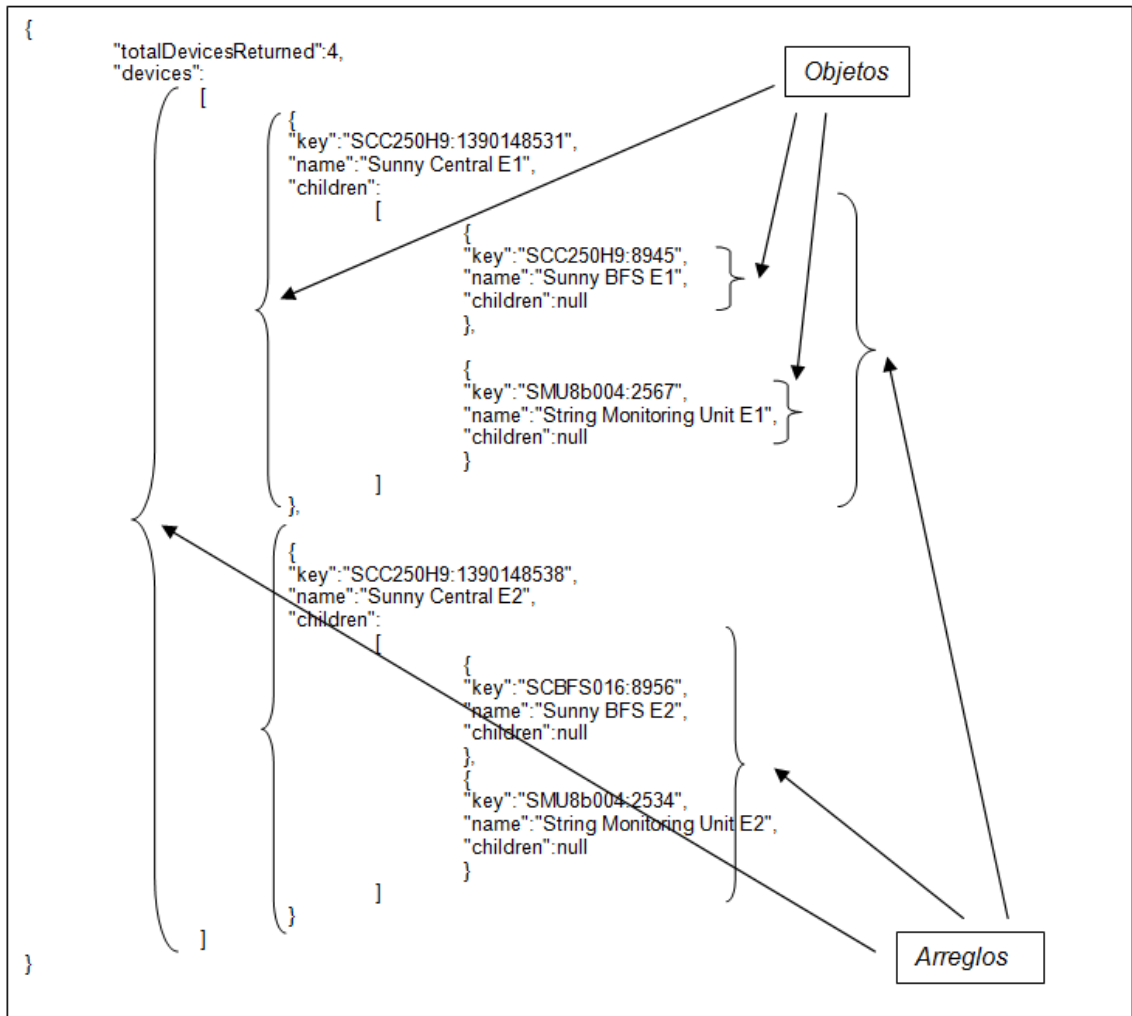 {
"totalDevicesReturned":4,
"devices":
[
{
"key":"SCC250H9:1390148531",
"name":"Sunny Central E1",
"children":
[
{
"key":"SCC250H9:8945",
"name":"Sunny BFS E1",
"children":null
},
{
"key":"SMU8b004:2567",
"name":"String Monitoring Unit E1",
"children":null
}
]
},
{
"key":"SCC250H9:1390148538",
"name":"Sunny Central E2",
"children":
[
{
"key":"SCBFS016:8956",
"name":"Sunny BFS E2",
"children":null
},
{
"key":"SMU8b004:2534",
"name":"String Monitoring Unit E2",
"children":null
}
]
}
]
}
Objetos
Arreglos